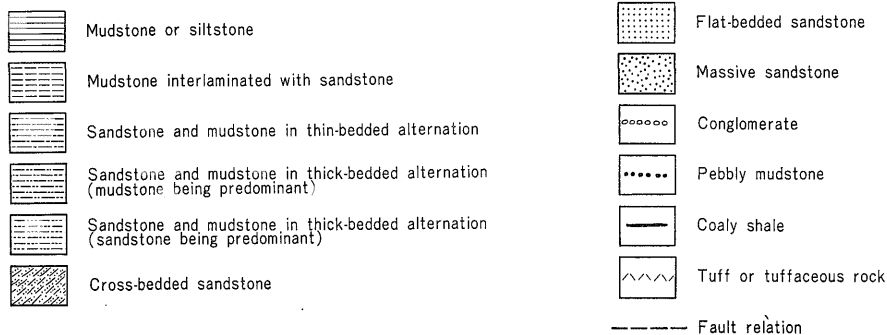 Mudstone or siltstone
Mudstone interlaminated with sandstone
Sandstone and mudstone in thin-bedded alternation
Sandstone and mudstone in thick-bedded alternation
(mudstone being predominant)
Sandstone and mudstone in thick-bedded alternation
(sandstone being predominant)
Cross-bedded sandstone
Flat-bedded sandstone
Massive sandstone
Conglomerate
Pebbly mudstone
Coaly shale
Tuff or tuffaceous rock
Fault relation